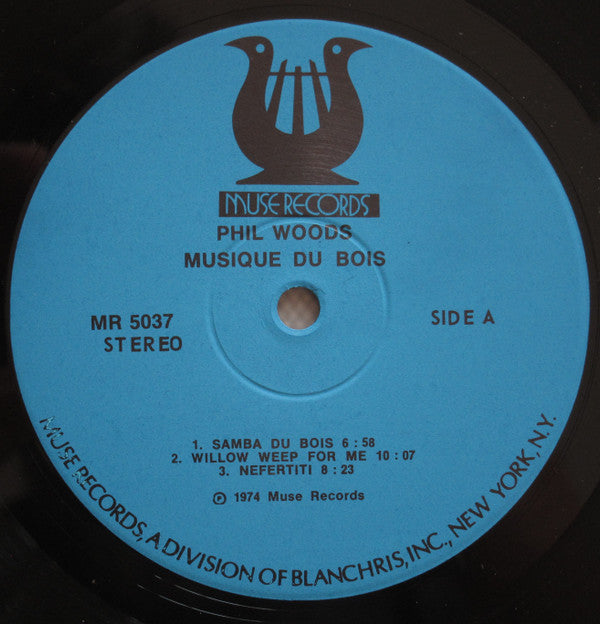 MUSE RECORDS
PHIL WOODS
MUSIQUE DU BOIS
MR 5037
STEREO
SIDE A
1. SAMBA DU BOIS 6 : 58
2. WILLOW WEEP FOR ME 10 : 07
3. NEFERTITI 8 : 23
℗ 1974 Muse Records
MUSE RECORDS, A DIVISION OF BLANCHRIS, INC., NEW YORK, N.Y.